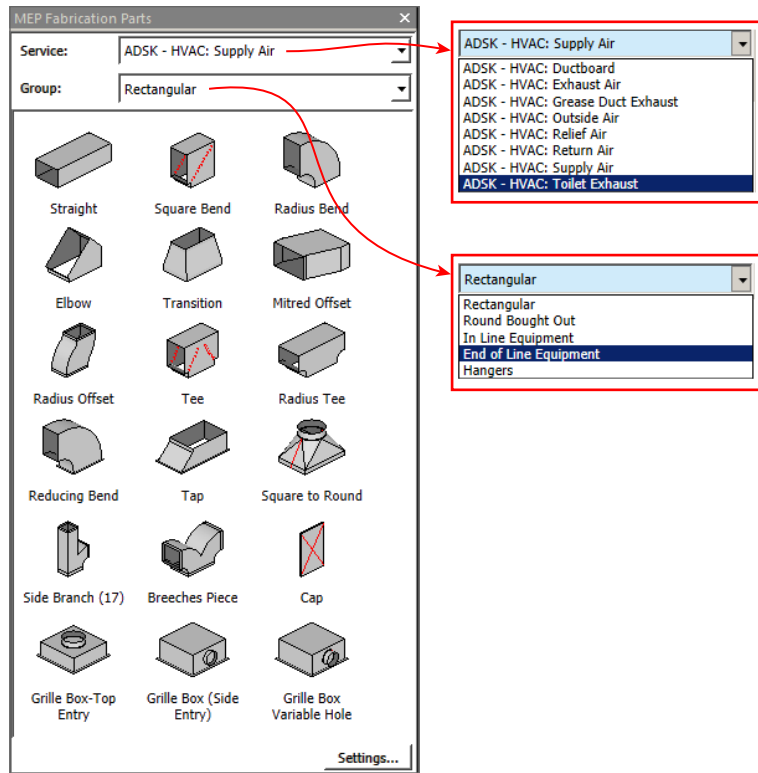 MEP Fabrication Parts
Service: ADSK - HVAC: Supply Air
Group: Rectangular
Straight Square Bend Radius Bend
Elbow Transition Mitred Offset
Radius Offset Tee Radius Tee
Reducing Bend Tap Square to Round
Side Branch (17) Breeches Piece Cap
Grille Box-Top Grille Box (Side Grille Box
Entry Entry) Variable Hole
Settings...
ADSK - HVAC: Supply Air
ADSK - HVAC: Ductboard
ADSK - HVAC: Exhaust Air
ADSK - HVAC: Grease Duct Exhaust
ADSK - HVAC: Outside Air
ADSK - HVAC: Relief Air
ADSK - HVAC: Return Air
ADSK - HVAC: Supply Air
ADSK - HVAC: Toilet Exhaust
Rectangular
Rectangular
Round Bought Out
In Line Equipment
End of Line Equipment
Hangers